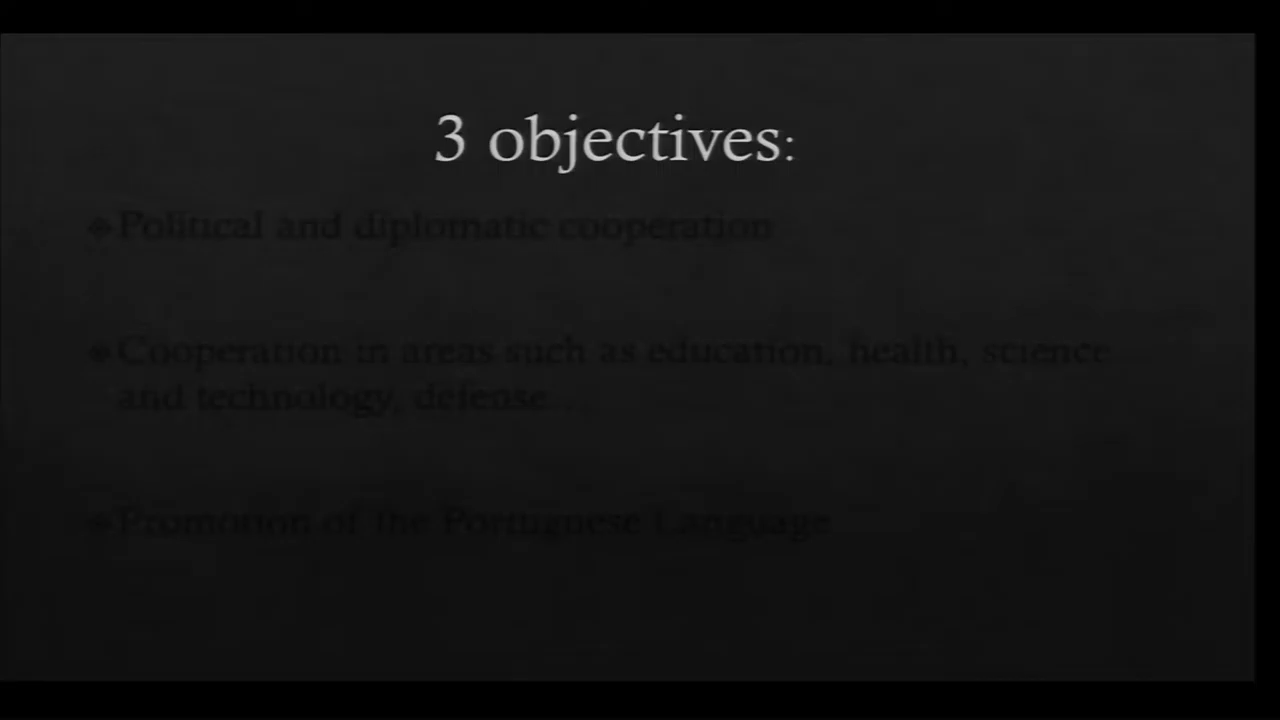 3 objectives:
Political and diplomatic cooperation
Cooperation in areas such as education, health, science
and technology, defense...
Promotion of the Portuguese Language